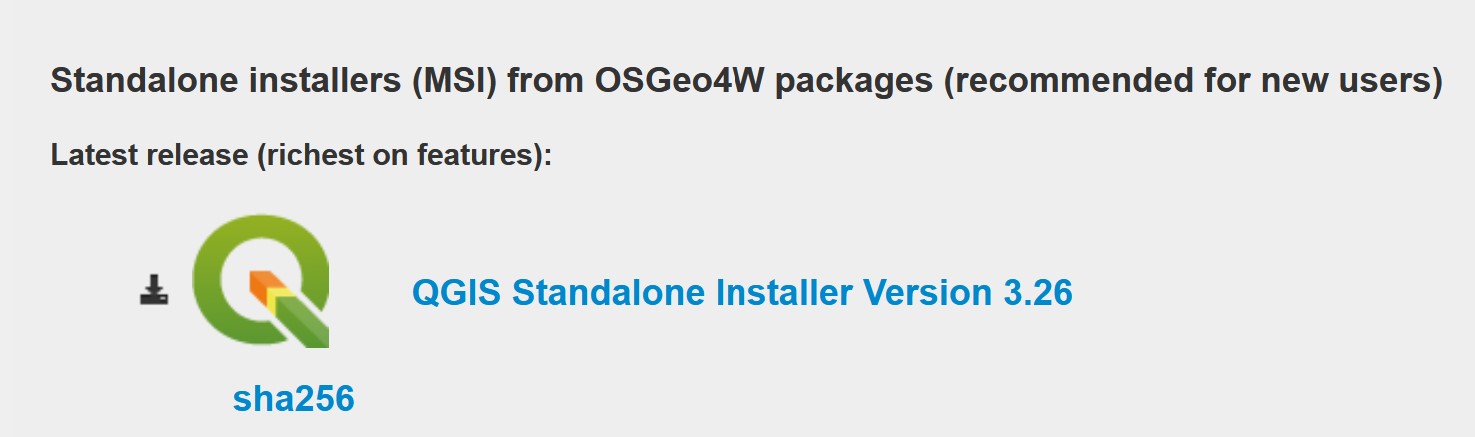 Standalone installers (MSI) from OSGeo4W packages (recommended for new users)
Latest release (richest on features):
QGIS Standalone Installer Version 3.26
sha256